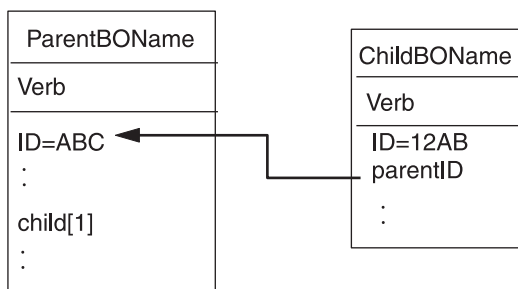 ParentBOName
Verb
ID=ABC
:
child[1]
:
ChildBOName
Verb
ID=12AB
parentID
: